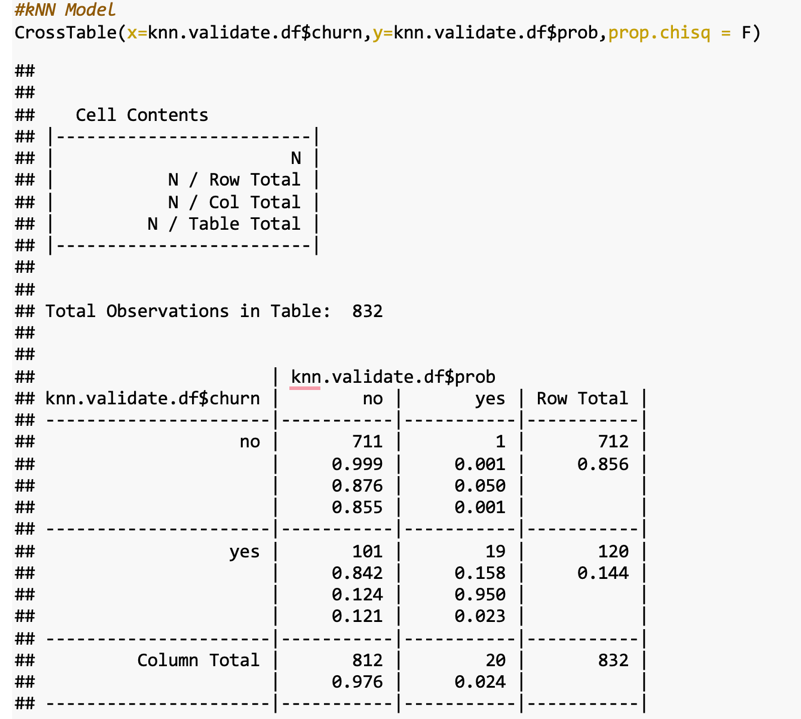 #kNN Model
CrossTable(x=knn.validate.df$churn,y=knn.validate.df$prob,prop.chisq = F)
##
##
##    Cell Contents
## |-------------------------|
## |                       N |
## |           N / Row Total |
## |           N / Col Total |
## |         N / Table Total |
## |-------------------------|
##
##
## Total Observations in Table:  832
##
##
##                       | knn.validate.df$prob
## knn.validate.df$churn |        no |       yes | Row Total |
## ----------------------|-----------|-----------|-----------|
##                    no |       711 |         1 |       712 |
##                       |     0.999 |     0.001 |     0.856 |
##                       |     0.876 |     0.050 |           |
##                       |     0.855 |     0.001 |           |
## ----------------------|-----------|-----------|-----------|
##                   yes |       101 |        19 |       120 |
##                       |     0.842 |     0.158 |     0.144 |
##                       |     0.124 |     0.950 |           |
##                       |     0.121 |     0.023 |           |
## ----------------------|-----------|-----------|-----------|
##          Column Total |       812 |        20 |       832 |
##                       |     0.976 |     0.024 |           |
## ----------------------|-----------|-----------|-----------|